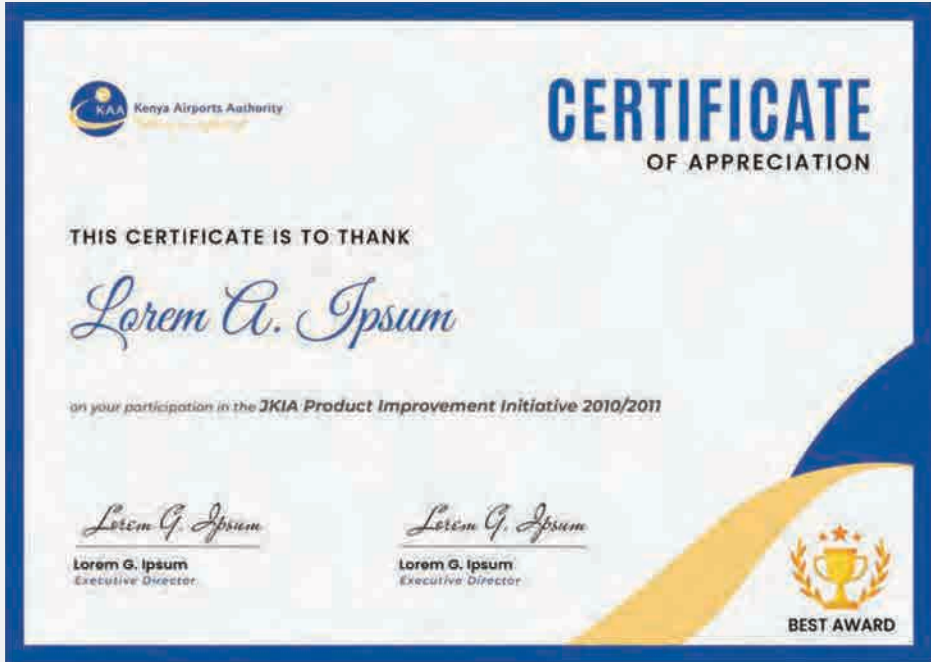 KAA
Kenya Airports Authority
CERTIFICATE
OF APPRECIATION
THIS CERTIFICATE IS TO THANK
Lorem A. Ipsum
on your participation in the JKIA Product Improvement Initiative 2010/2011
Lorem G. Ipsum
Lorem G. Ipsum
Executive Director
Lorem G. Ipsum
Lorem G. Ipsum
Executive Director
BEST AWARD